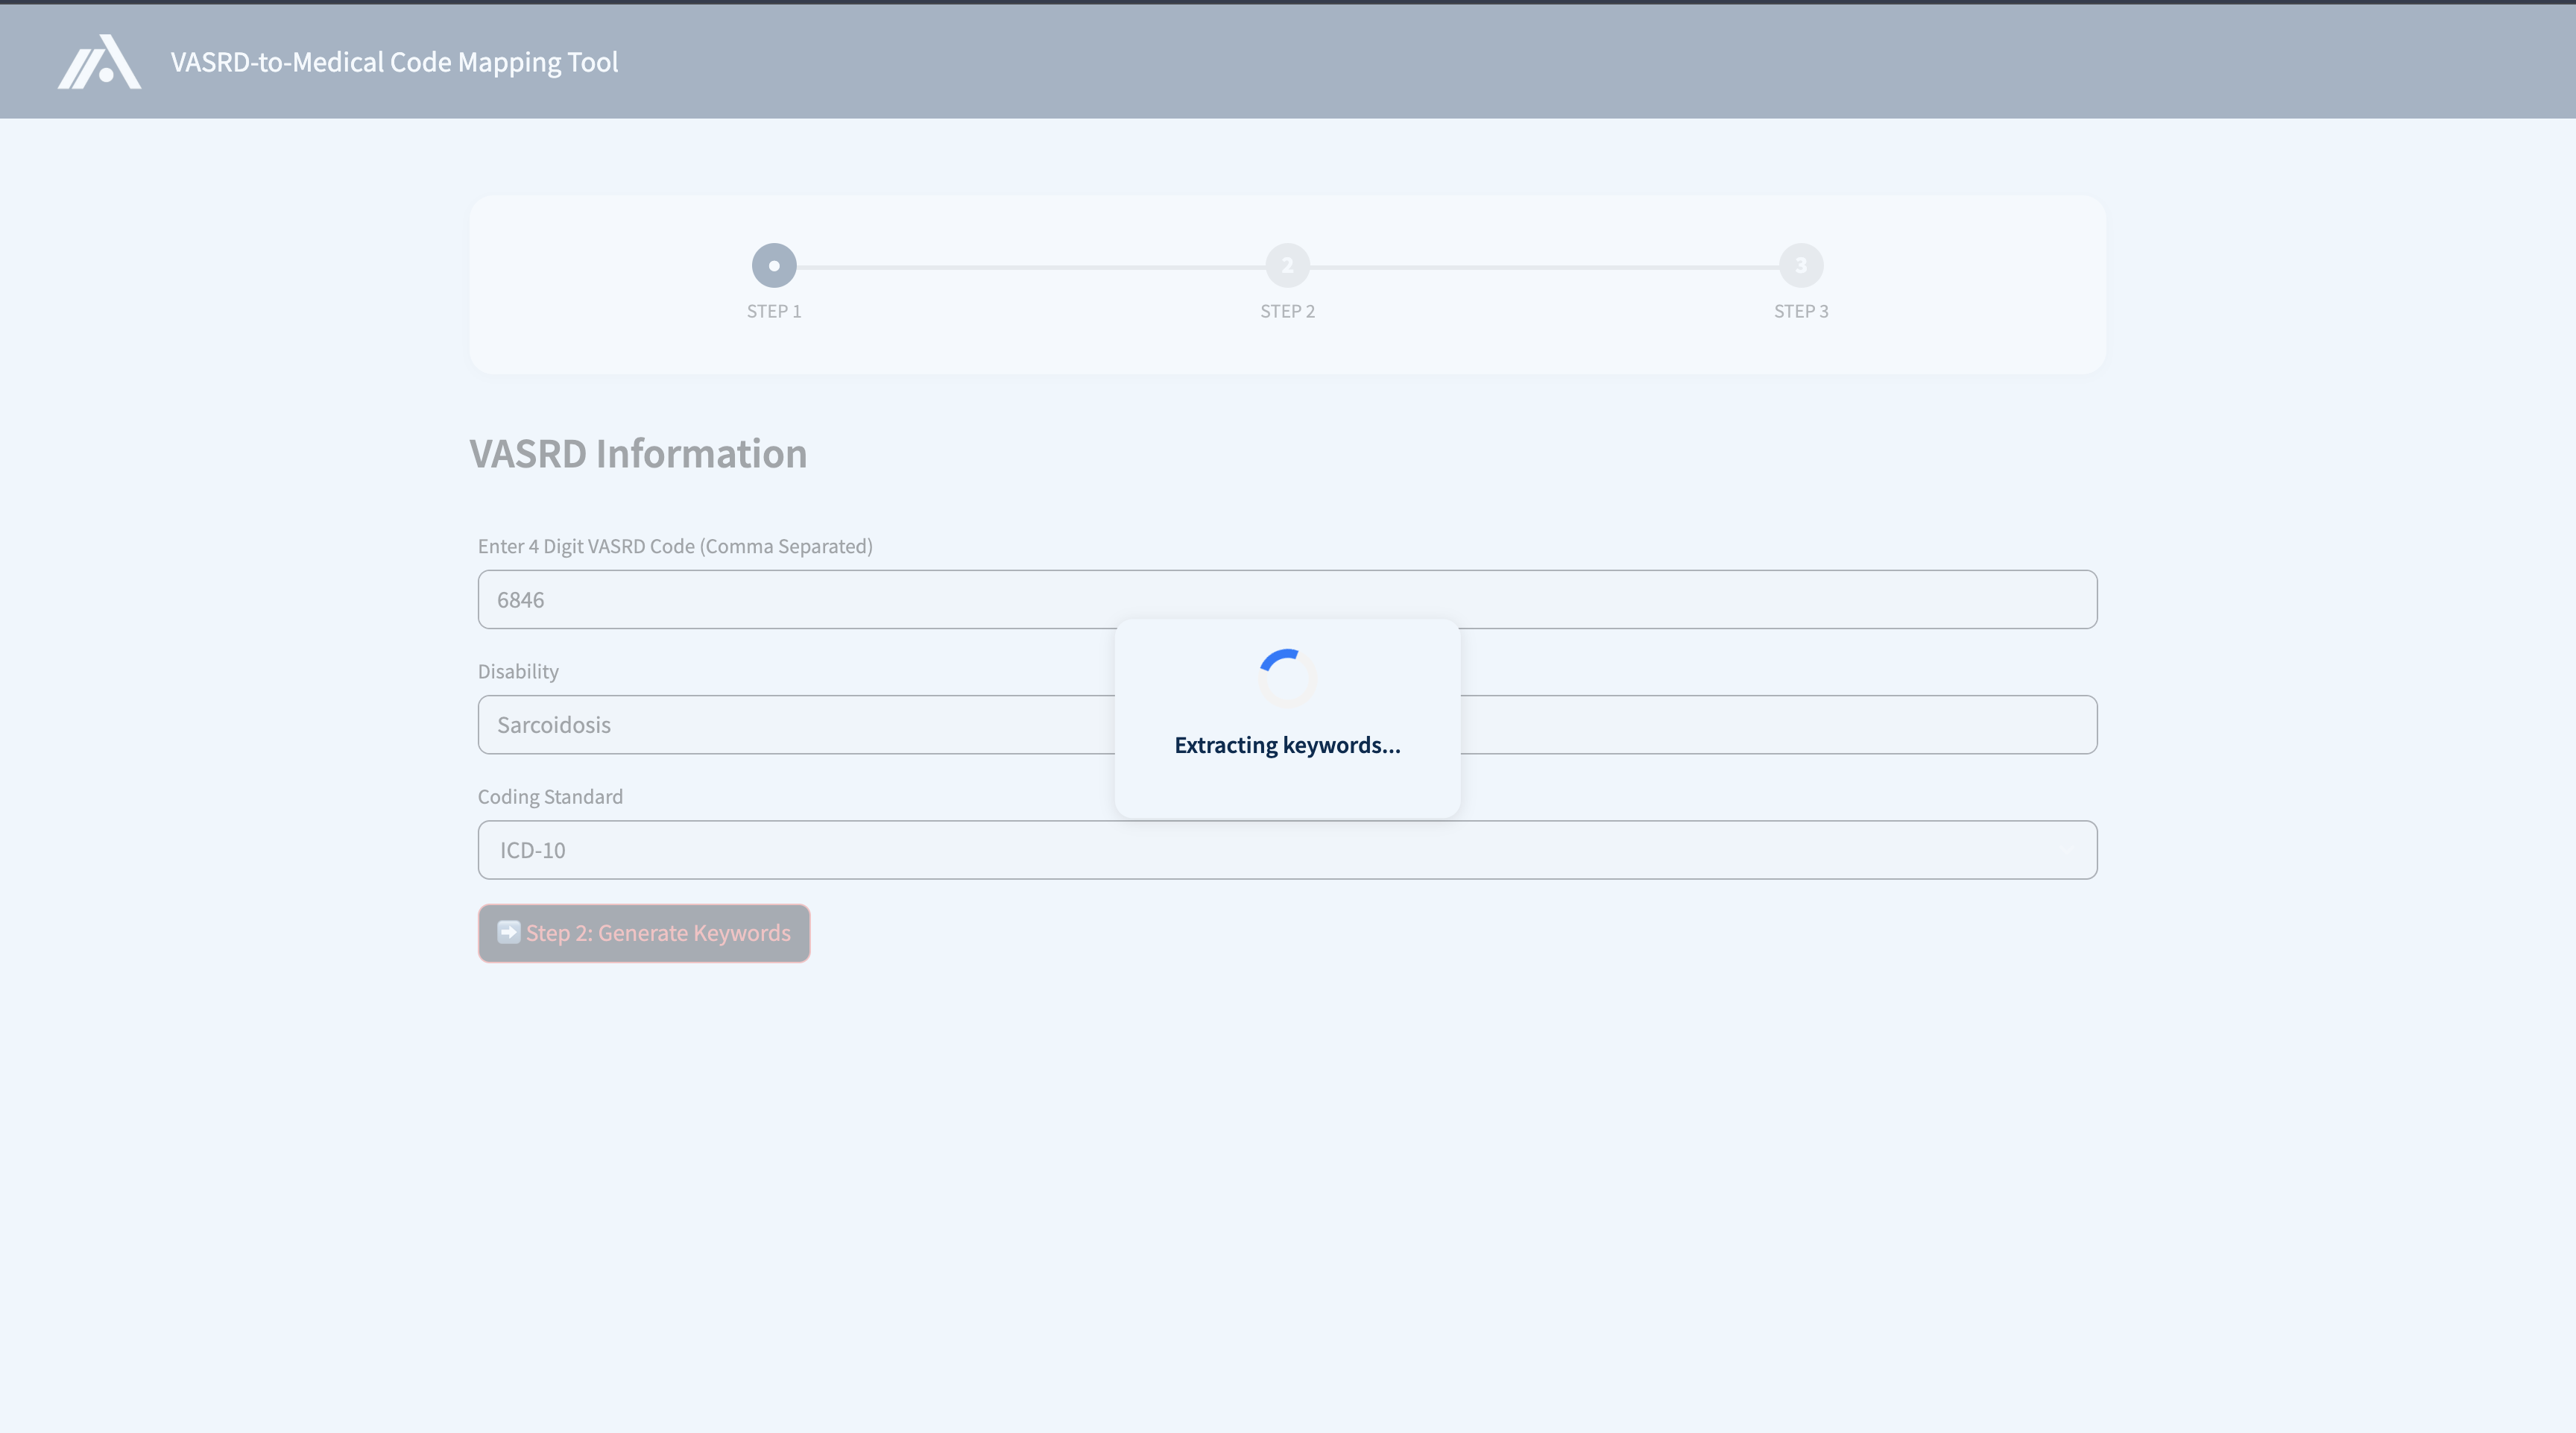 VASRD-to-Medical Code Mapping Tool
2
3
STEP 1
STEP 2
STEP 3
VASRD Information
Enter 4 Digit VASRD Code (Comma Separated)
6846
Disability
Sarcoidosis
Extracting keywords...
Coding Standard
ICD-10
Step 2: Generate Keywords